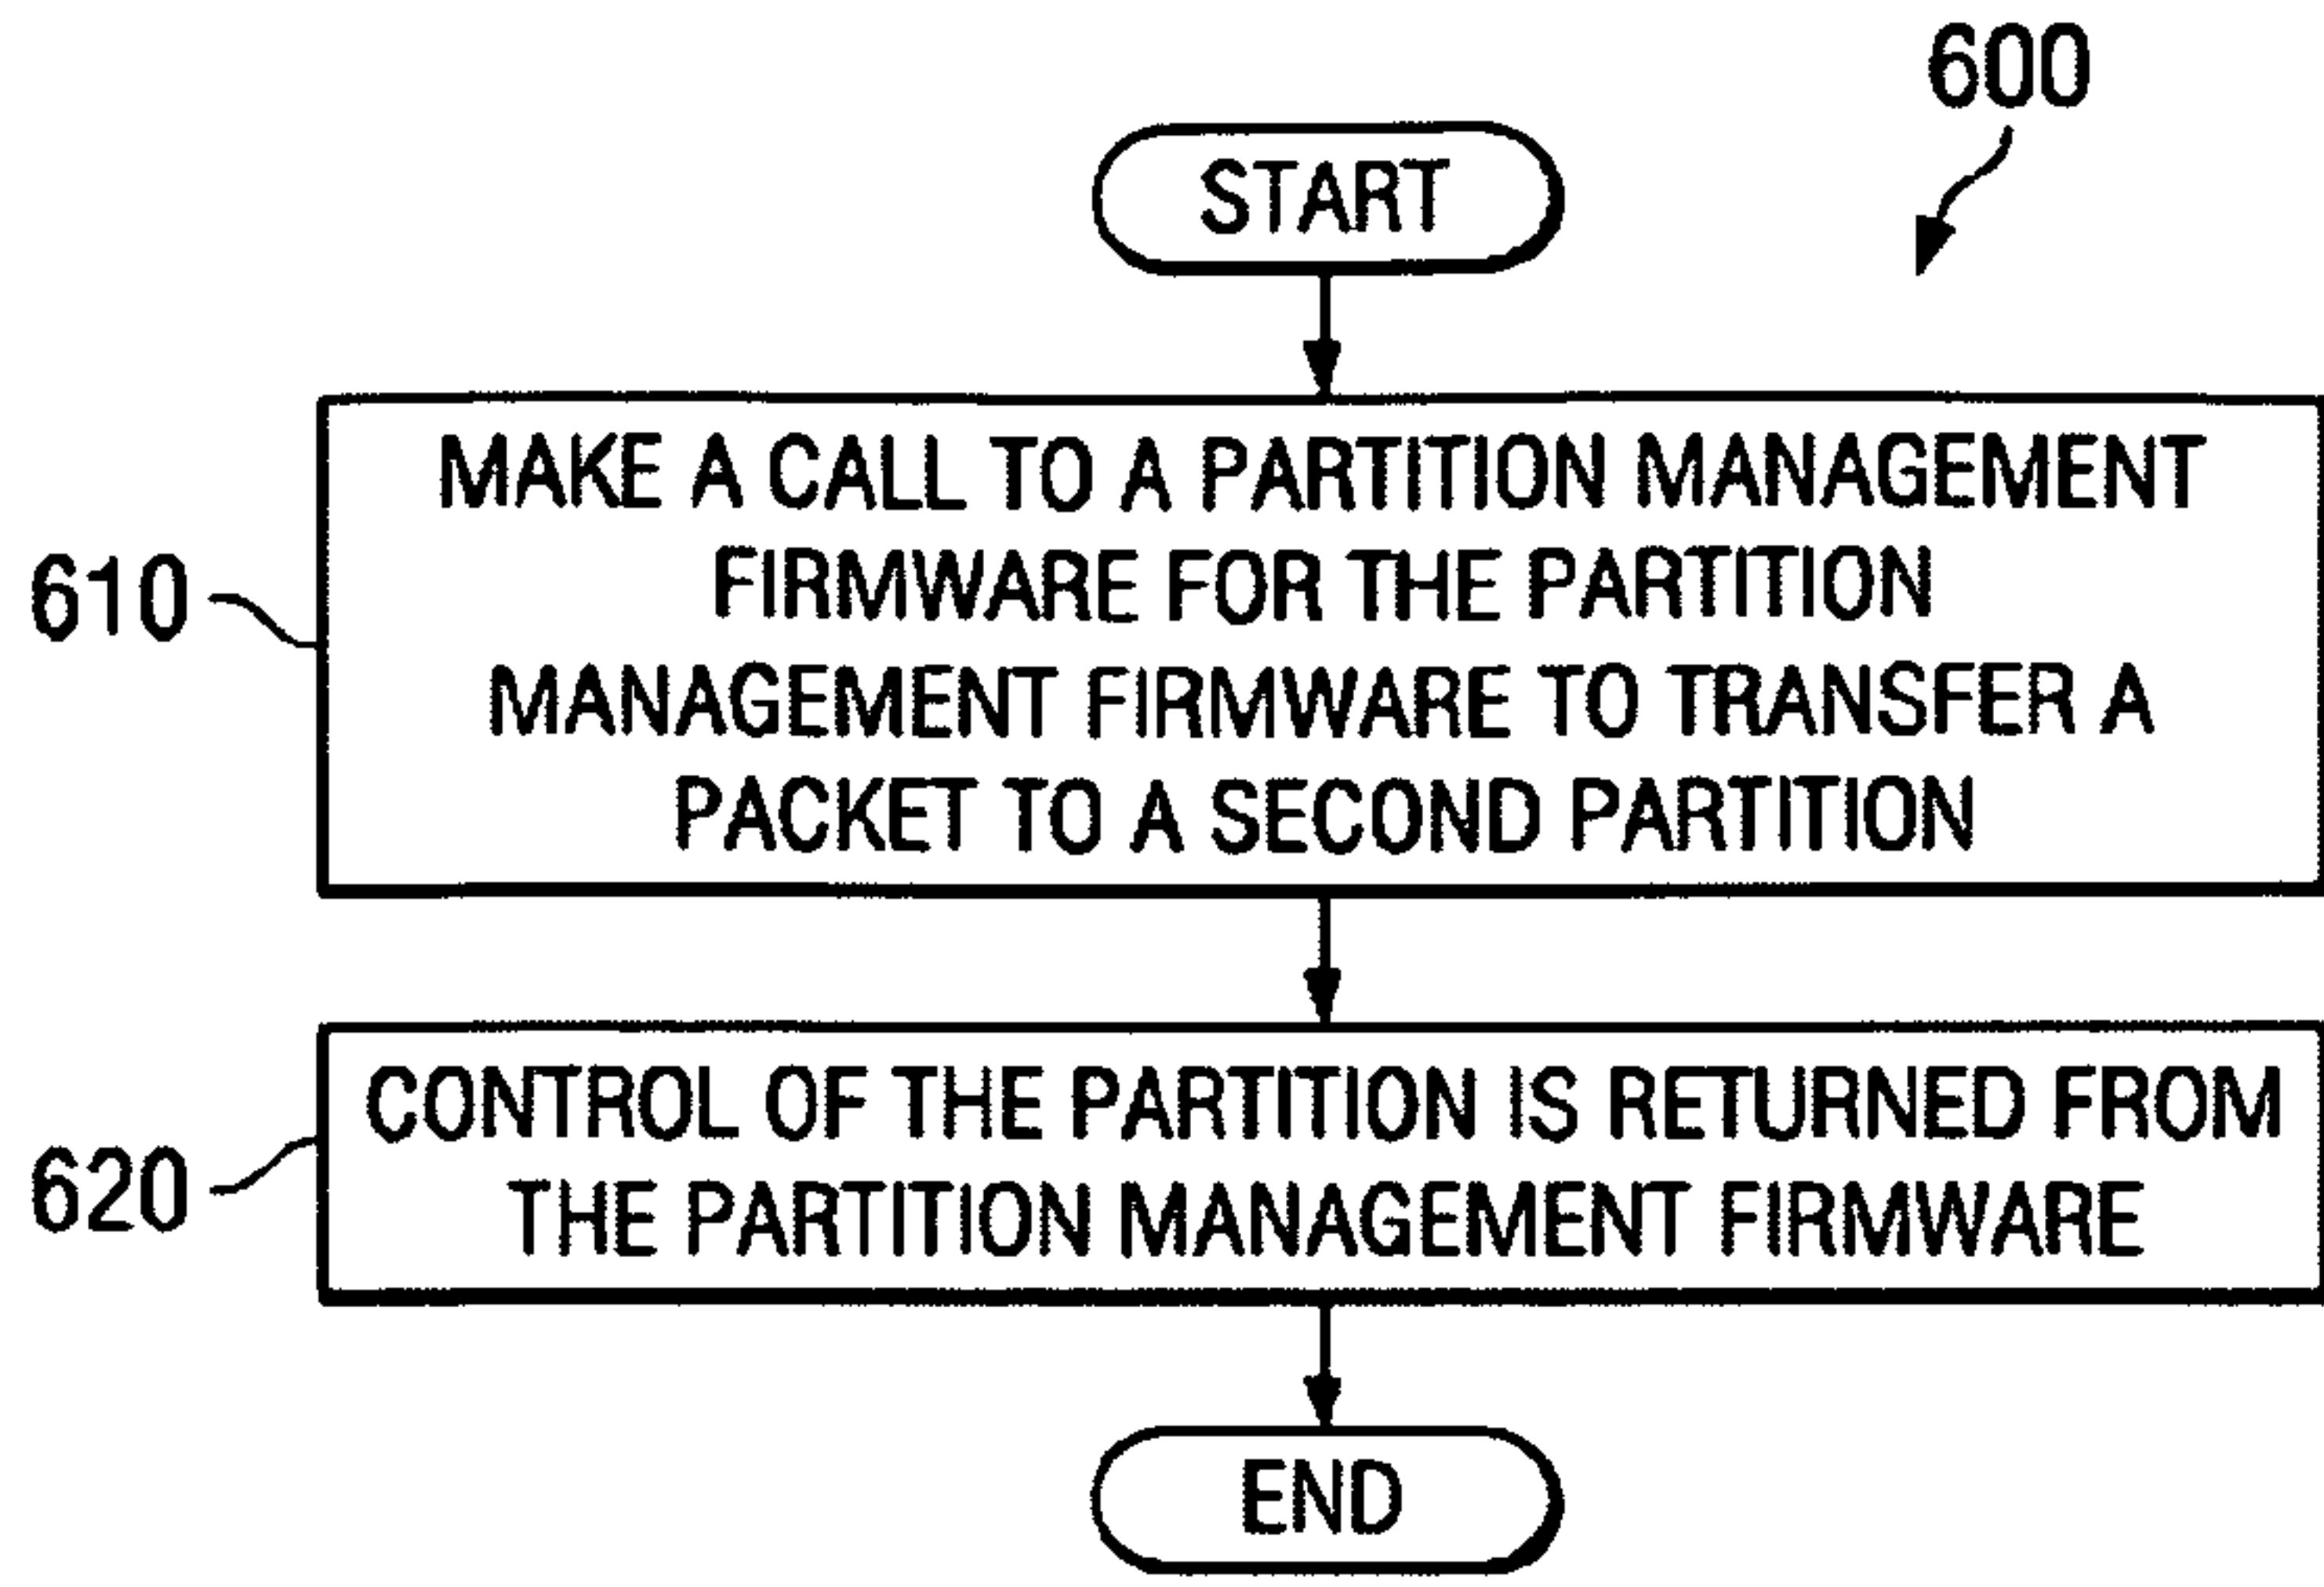 600
START
MAKE A CALL TO A PARTITION MANAGEMENT
FIRMWARE FOR THE PARTITION
MANAGEMENT FIRMWARE TO TRANSFER A
PACKET TO A SECOND PARTITION
610
CONTROL OF THE PARTITION IS RETURNED FROM
THE PARTITION MANAGEMENT FIRMWARE
620
END